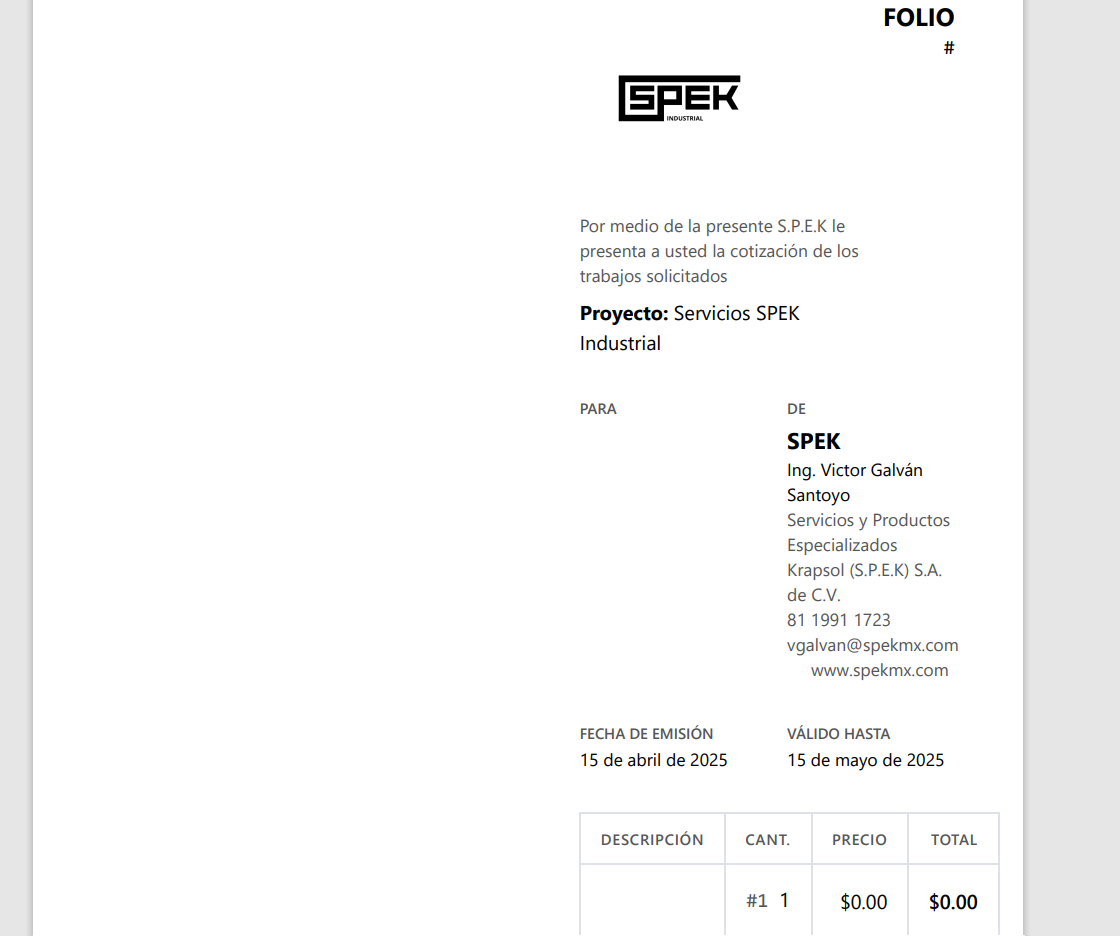 FOLIO
#
SPEK
INDUSTRIAL
Por medio de la presente S.P.E.K le
presenta a usted la cotización de los
trabajos solicitados
Proyecto: Servicios SPEK
Industrial
PARA
DE
SPEK
Ing. Victor Galván
Santoyo
Servicios y Productos
Especializados
Krapsol (S.P.E.K) S.A.
de C.V.
81 1991 1723
vgalvan@spekmx.com
www.spekmx.com
FECHA DE EMISIÓN
15 de abril de 2025
VÁLIDO HASTA
15 de mayo de 2025
DESCRIPCIÓN CANT. PRECIO TOTAL
#1 1 $0.00 $0.00